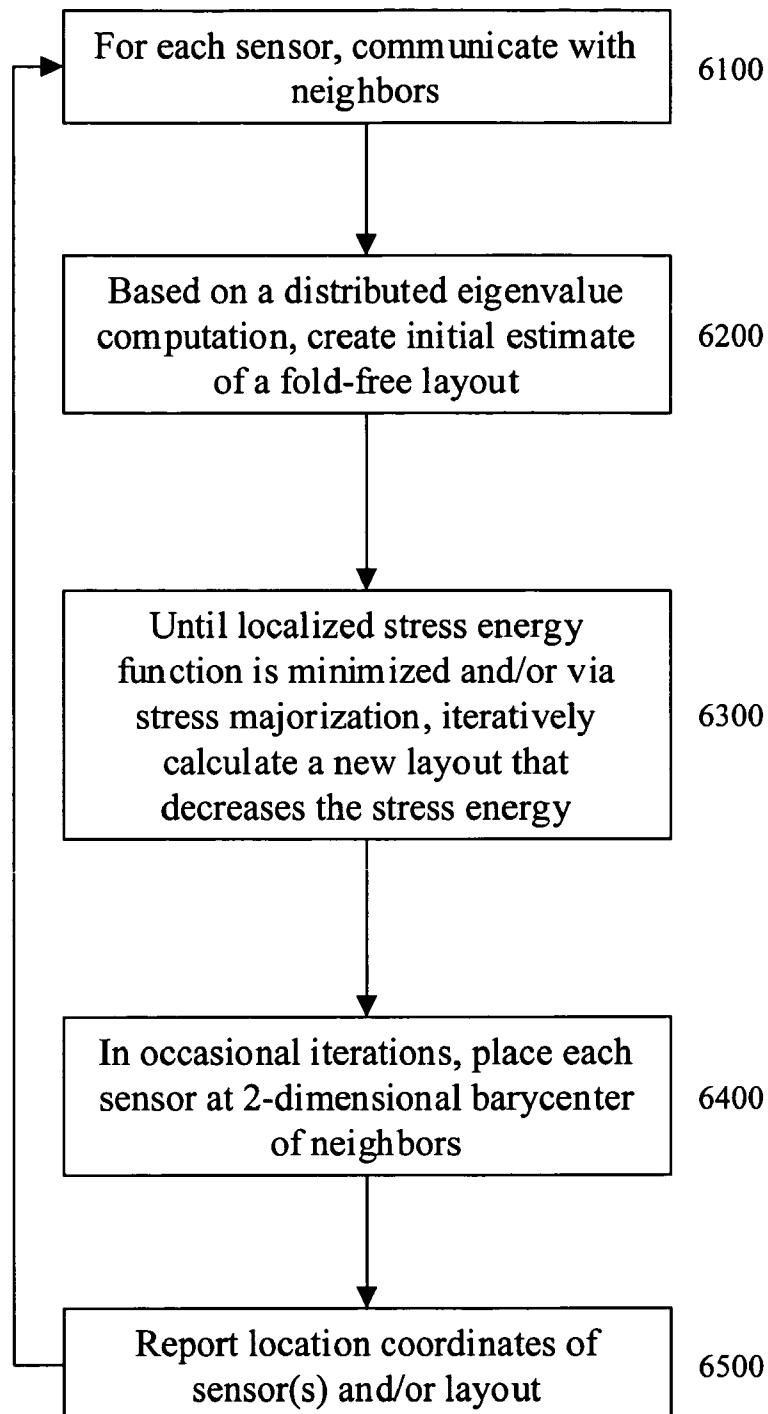 For each sensor, communicate with
neighbors
6100
Based on a distributed eigenvalue
computation, create initial estimate
of a fold-free layout
6200
Until localized stress energy
function is minimized and/or via
stress majorization, iteratively
calculate a new layout that
decreases the stress energy
6300
In occasional iterations, place each
sensor at 2-dimensional barycenter
of neighbors
6400
Report location coordinates of
sensor(s) and/or layout
6500